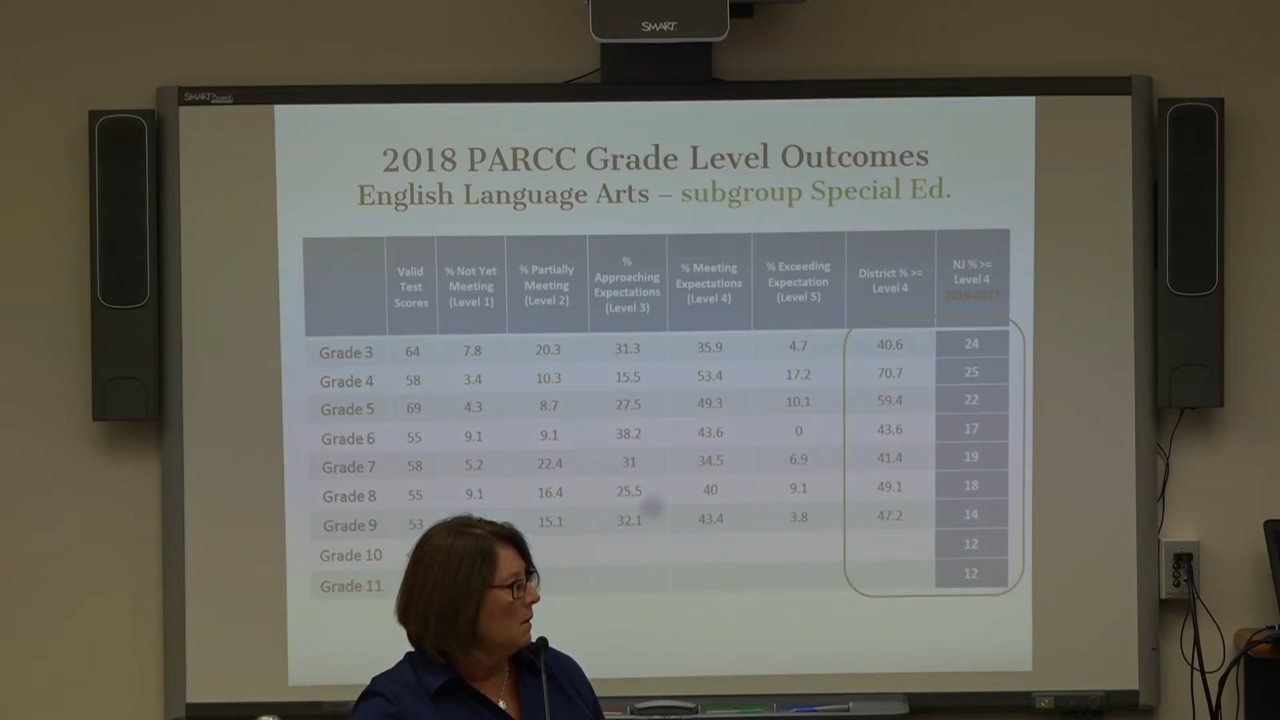 SMART
SMART Board
2018 PARCC Grade Level Outcomes
English Language Arts – subgroup Special Ed.
Valid Test Scores | % Not Yet Meeting (Level 1) | % Partially Meeting (Level 2) | % Approaching Expectations (Level 3) | % Meeting Expectations (Level 4) | % Exceeding Expectation (Level 5) | District % >= Level 4 | NJ % >= Level 4 2016-2017
Grade 3 64 7.8 20.3 31.3 35.9 4.7 40.6 24
Grade 4 58 3.4 10.3 15.5 53.4 17.2 70.7 25
Grade 5 69 4.3 8.7 27.5 49.3 10.1 59.4 22
Grade 6 55 9.1 9.1 38.2 43.6 0 43.6 17
Grade 7 58 5.2 22.4 31 34.5 6.9 41.4 19
Grade 8 55 9.1 16.4 25.5 40 9.1 49.1 18
Grade 9 53 15.1 32.1 43.4 3.8 47.2 14
Grade 10 12
Grade 11 12